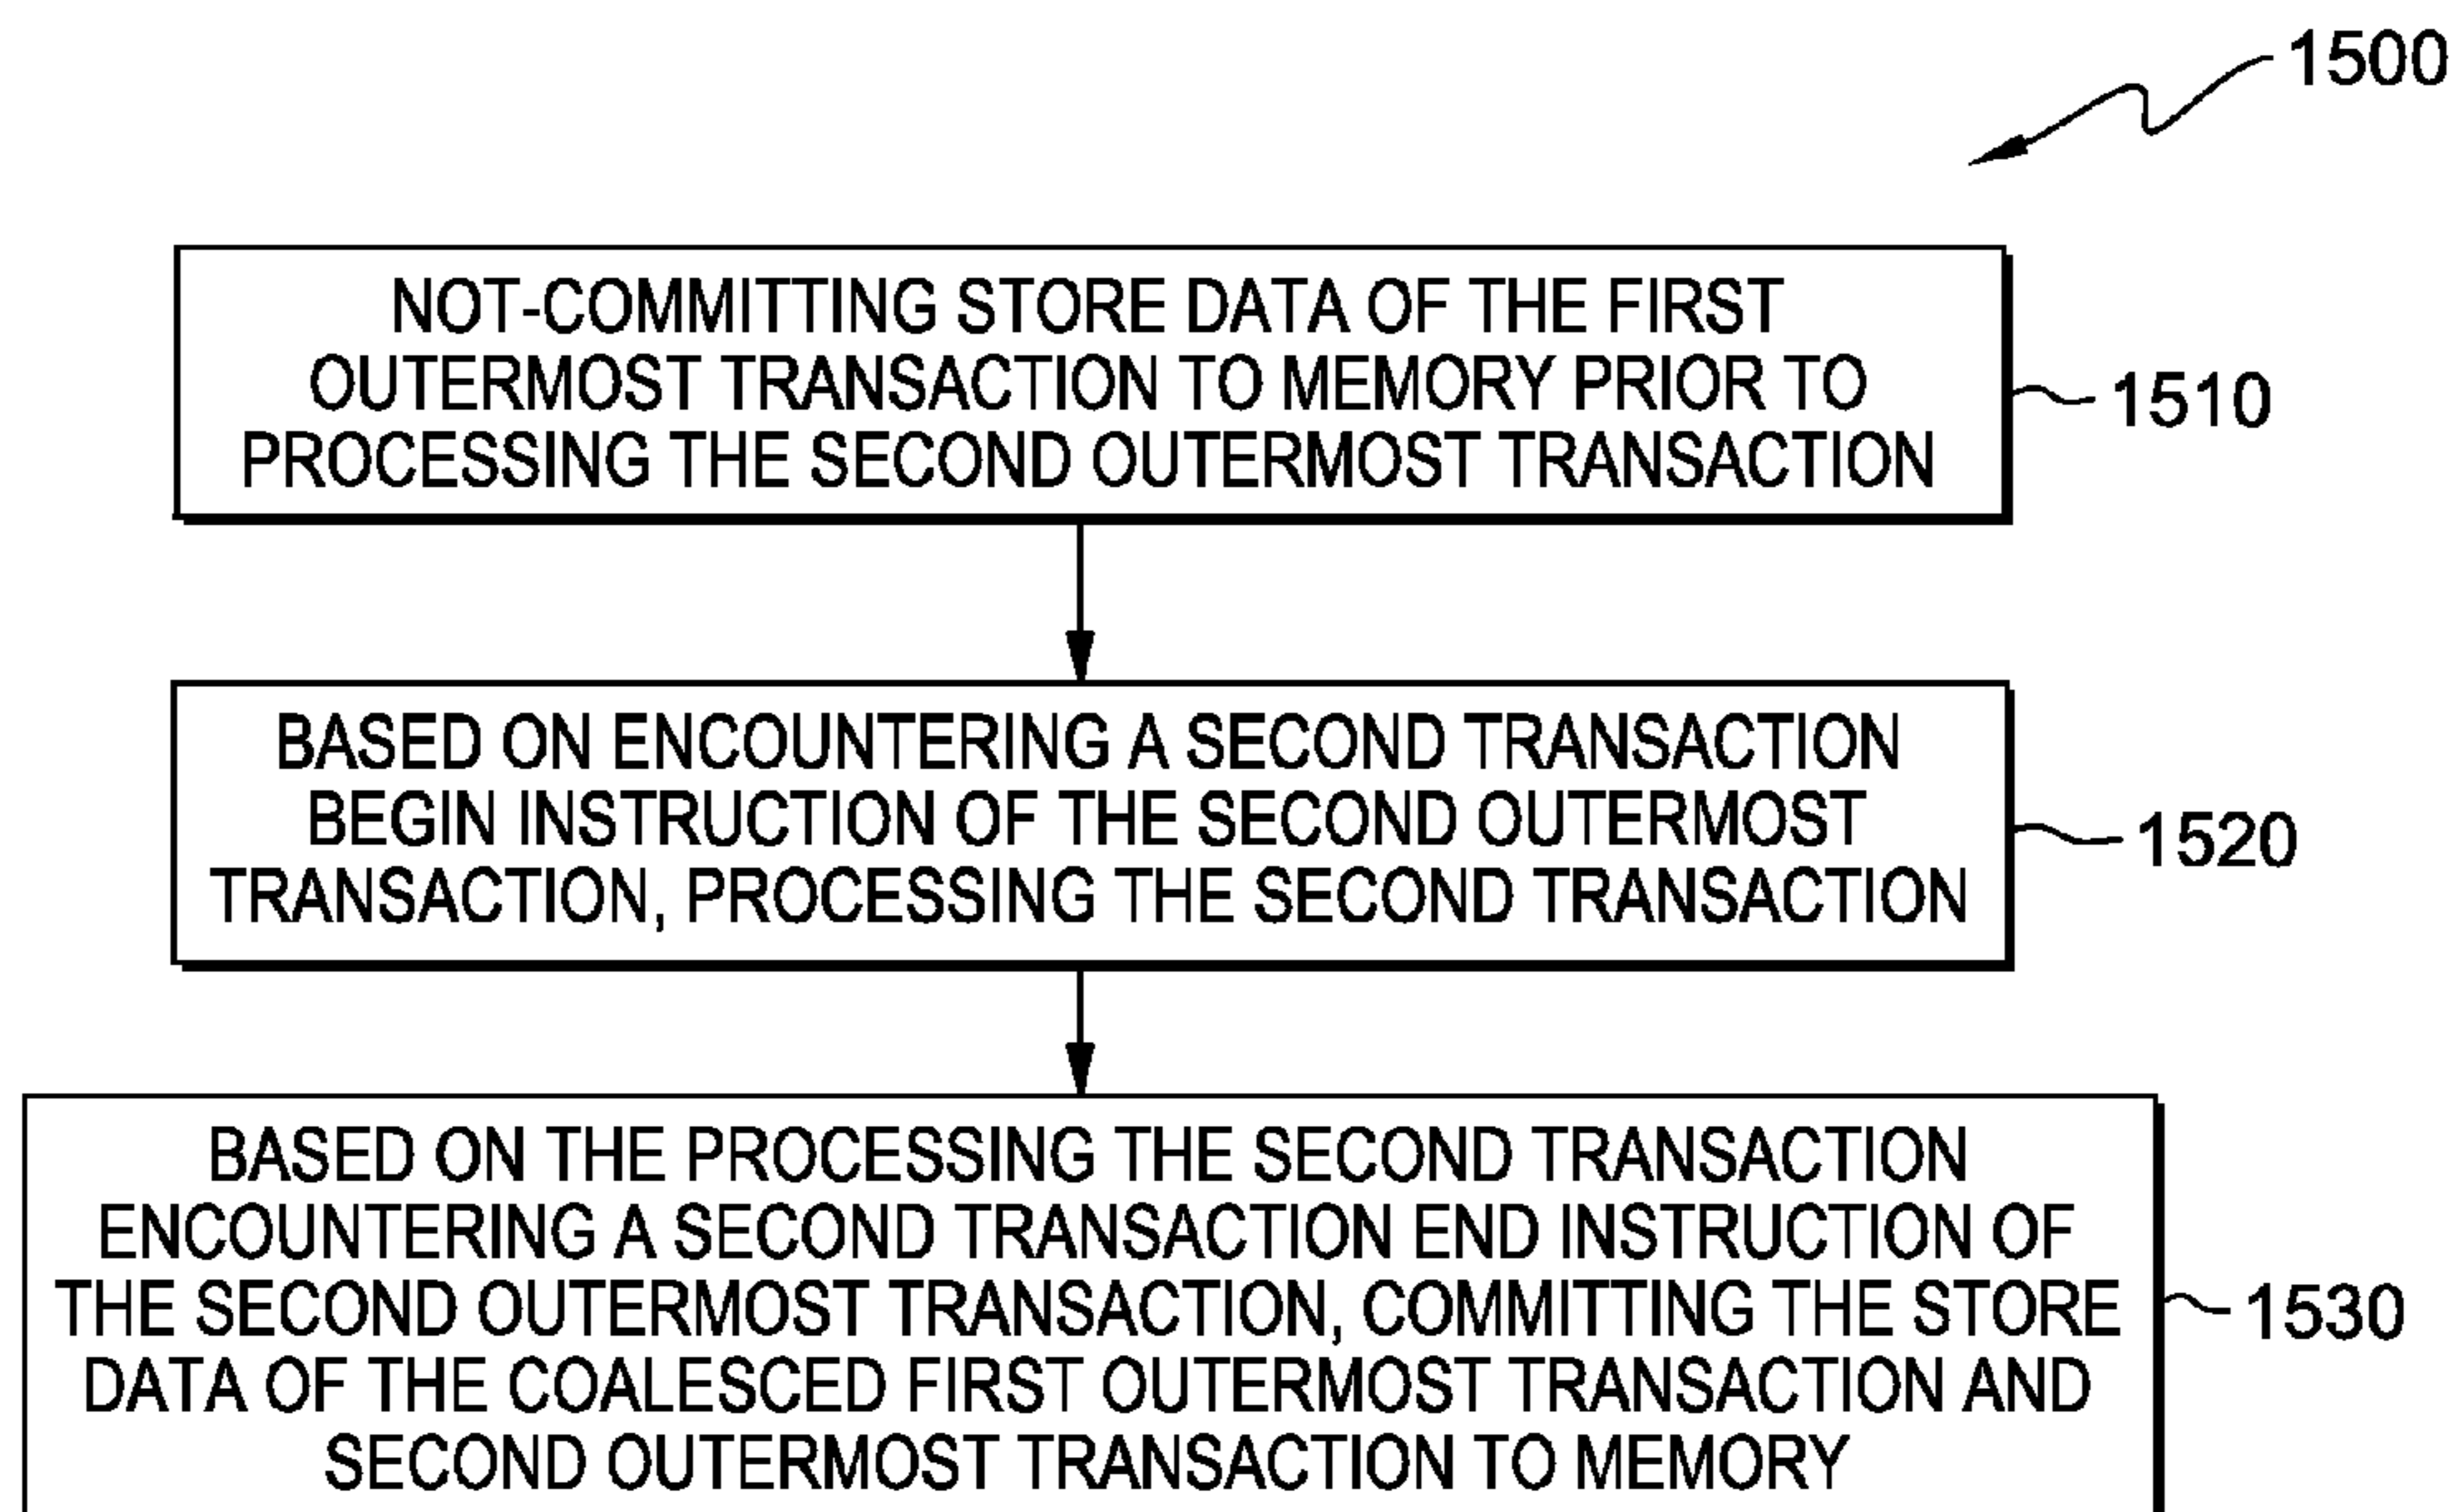 1500
NOT-COMMITTING STORE DATA OF THE FIRST
OUTERMOST TRANSACTION TO MEMORY PRIOR TO
PROCESSING THE SECOND OUTERMOST TRANSACTION
1510
BASED ON ENCOUNTERING A SECOND TRANSACTION
BEGIN INSTRUCTION OF THE SECOND OUTERMOST
TRANSACTION, PROCESSING THE SECOND TRANSACTION
1520
BASED ON THE PROCESSING THE SECOND TRANSACTION
ENCOUNTERING A SECOND TRANSACTION END INSTRUCTION OF
THE SECOND OUTERMOST TRANSACTION, COMMITTING THE STORE
DATA OF THE COALESCED FIRST OUTERMOST TRANSACTION AND
SECOND OUTERMOST TRANSACTION TO MEMORY
1530